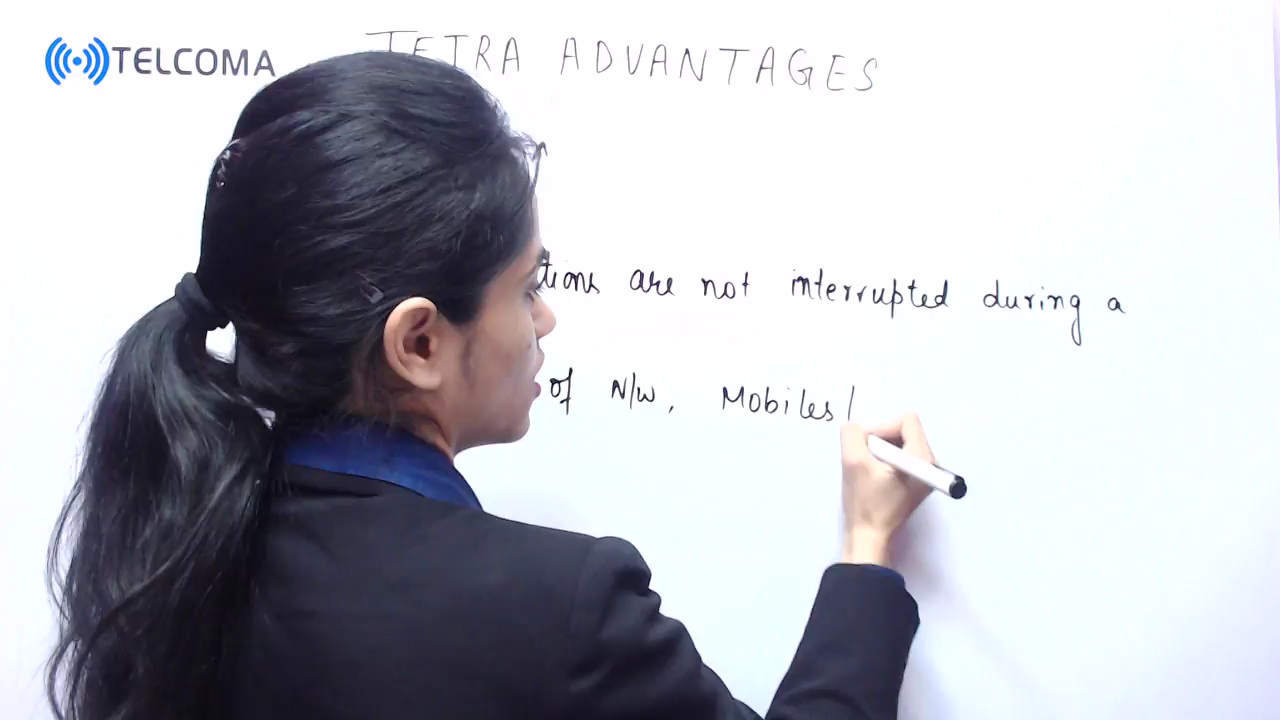 TELCOMA
TETRA ADVANTAGES
tions are not interrupted during a
of N/W, Mobiles/